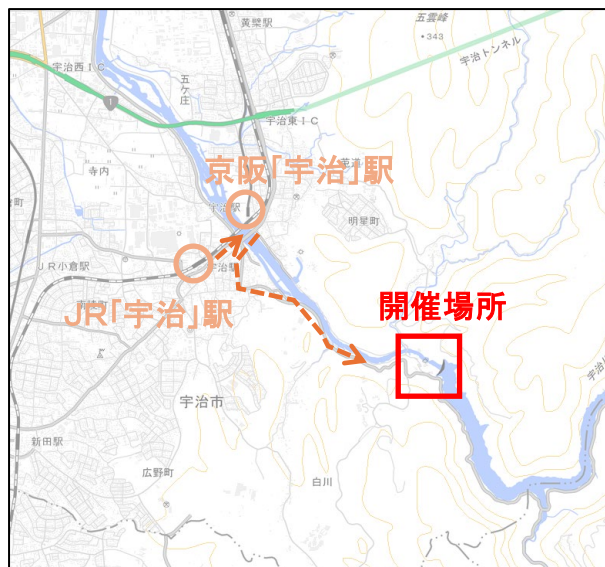 黄檗駅
五雲峰
・343
宇治西IC
宇治トンネル
五ケ庄
1
宇治東IC
寺内
京阪「宇治」駅
宇治駅
明星町
JR小倉駅
宇治駅
JR「宇治」駅
開催場所
宇治市
新田駅
広野町
白川